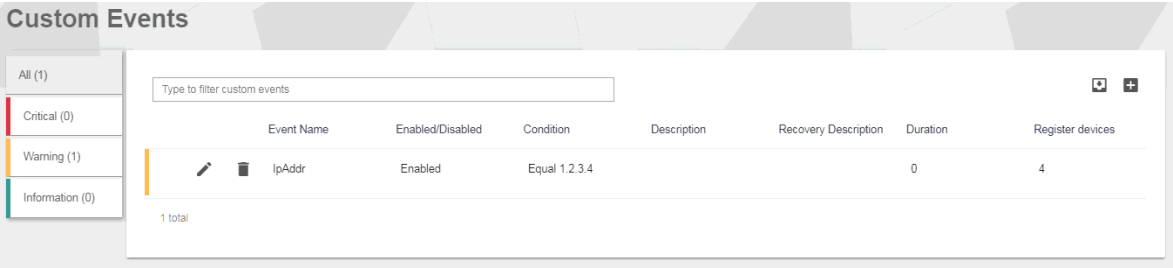 Custom Events
All (1)
Critical (0)
Warning (1)
Information (0)
Type to filter custom events
Event Name Enabled/Disabled Condition Description Recovery Description Duration Register devices
IpAddr Enabled Equal 1.2.3.4 0 4
1 total